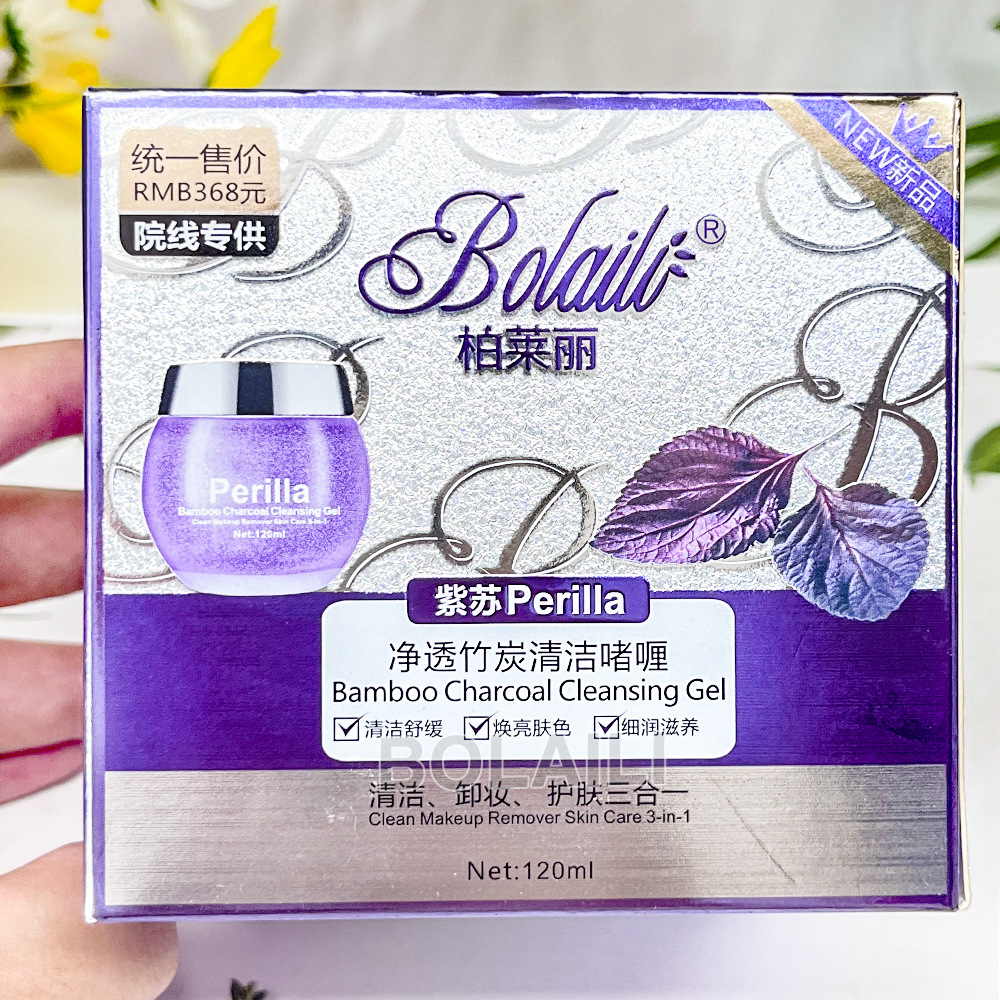 统一售价
RMB368元
院线专供
NEW新品
Bolaili®
柏莱丽
Perilla
Bamboo Charcoal Cleansing Gel
Clean Makeup Remover Skin Care 3-in-1
Net:120ml
紫苏Perilla
净透竹炭清洁啫喱
Bamboo Charcoal Cleansing Gel
清洁舒缓 焕亮肤色 细润滋养
BOLAILI
清洁、卸妆、护肤三合一
Clean Makeup Remover Skin Care 3-in-1
Net:120ml